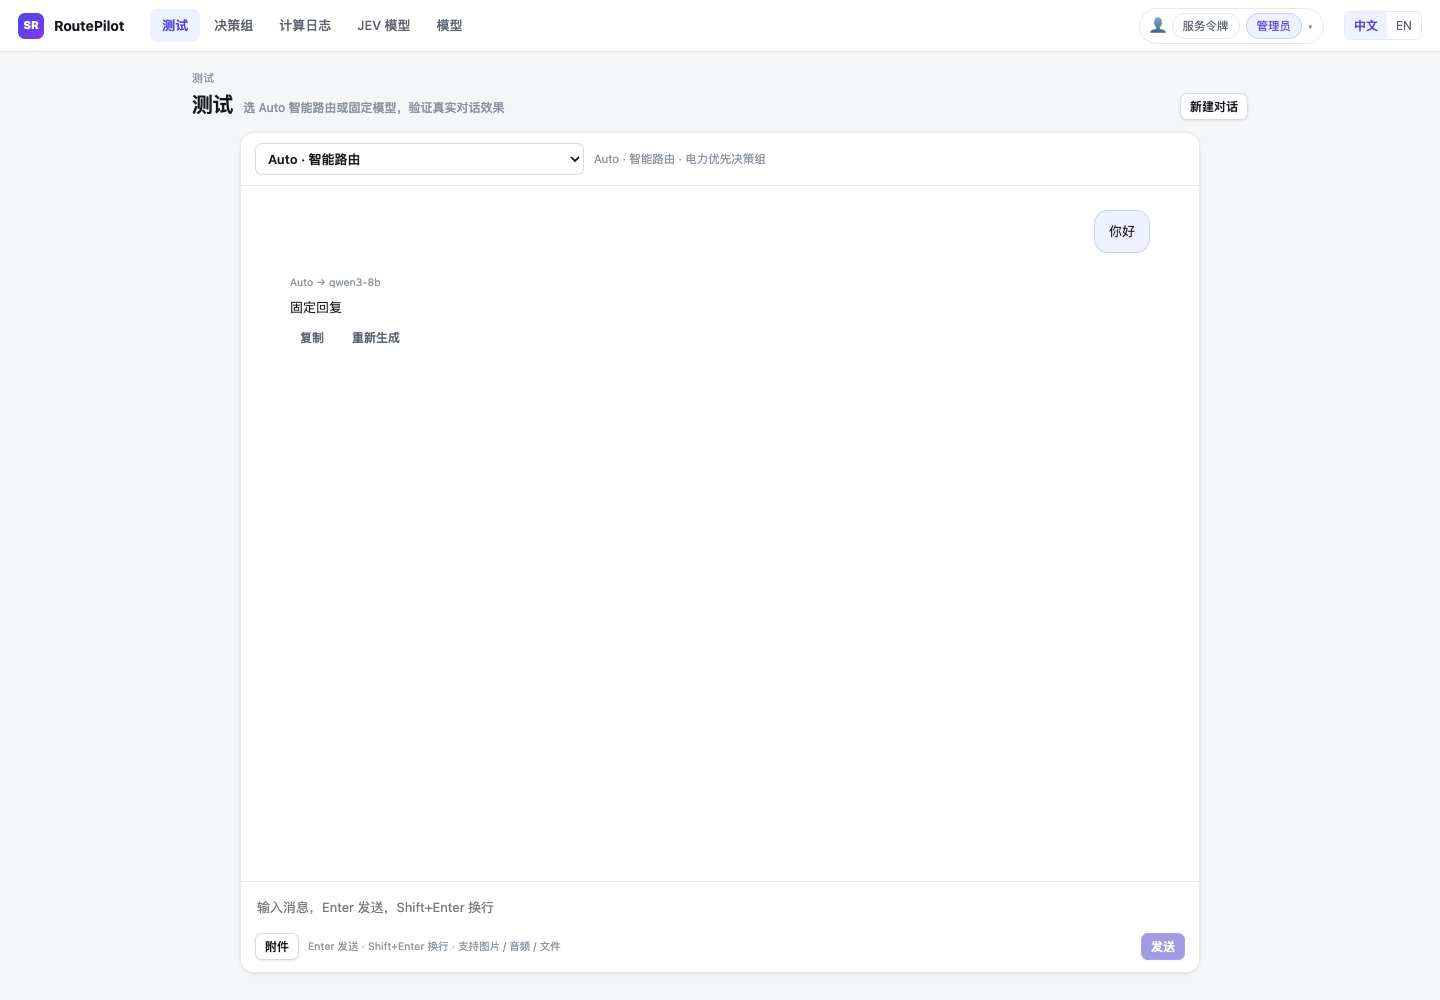 SR RoutePilot 测试 决策组 计算日志 JEV 模型 模型 服务令牌 管理员 中文 EN
测试
测试 选 Auto 智能路由或固定模型，验证真实对话效果 新建对话
Auto · 智能路由 Auto · 智能路由 · 电力优先决策组
你好
Auto → qwen3-8b
固定回复
复制 重新生成
输入消息，Enter 发送，Shift+Enter 换行
附件 Enter 发送 · Shift+Enter 换行 · 支持图片 / 音频 / 文件 发送